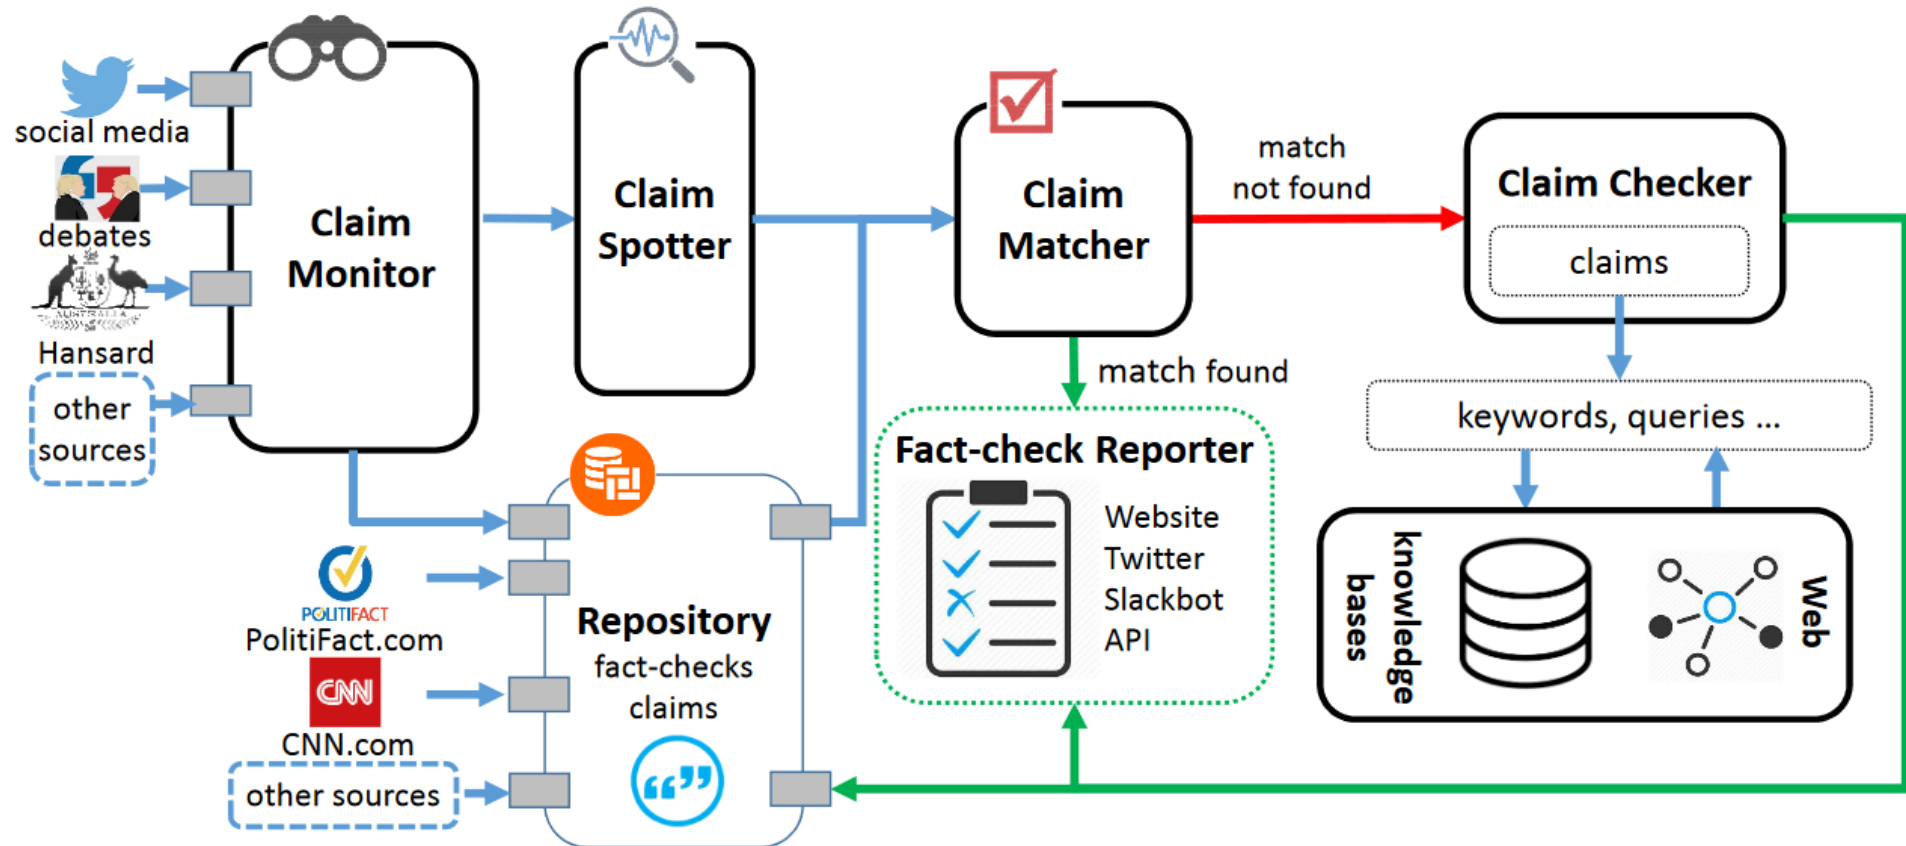 social media
debates
AUSTRALIA
Hansard
other
sources
Claim
Monitor
Claim
Spotter
Claim
Matcher
match
not found
Claim Checker
claims
keywords, queries ...
knowledge
bases
Web
match found
Fact-check Reporter
Website
Twitter
Slackbot
API
POLITIFACT
PolitiFact.com
CNN
CNN.com
other sources
Repository
fact-checks
claims